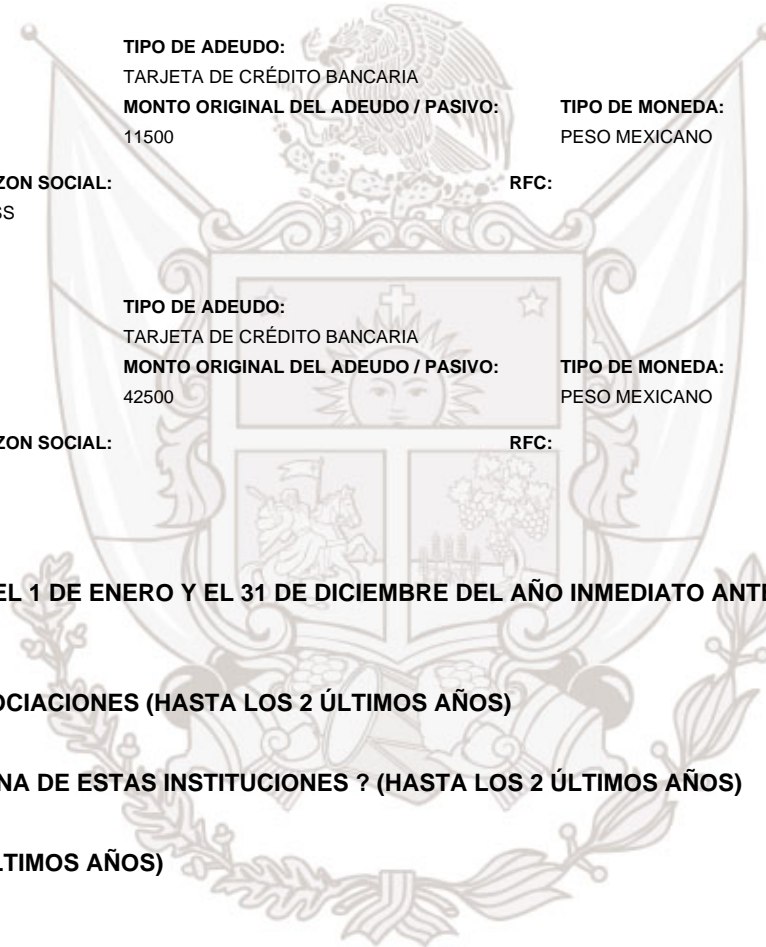 TIPO DE ADEUDO:
TARJETA DE CRÉDITO BANCARIA
MONTO ORIGINAL DEL ADEUDO / PASIVO: TIPO DE MONEDA:
11500 PESO MEXICANO
ZON SOCIAL: RFC:
SS
TIPO DE ADEUDO:
TARJETA DE CRÉDITO BANCARIA
MONTO ORIGINAL DEL ADEUDO / PASIVO: TIPO DE MONEDA:
42500 PESO MEXICANO
ZON SOCIAL: RFC:
EL 1 DE ENERO Y EL 31 DE DICIEMBRE DEL AÑO INMEDIATO ANTE
OCIACIONES (HASTA LOS 2 ÚLTIMOS AÑOS)
NA DE ESTAS INSTITUCIONES ? (HASTA LOS 2 ÚLTIMOS AÑOS)
LTIMOS AÑOS)